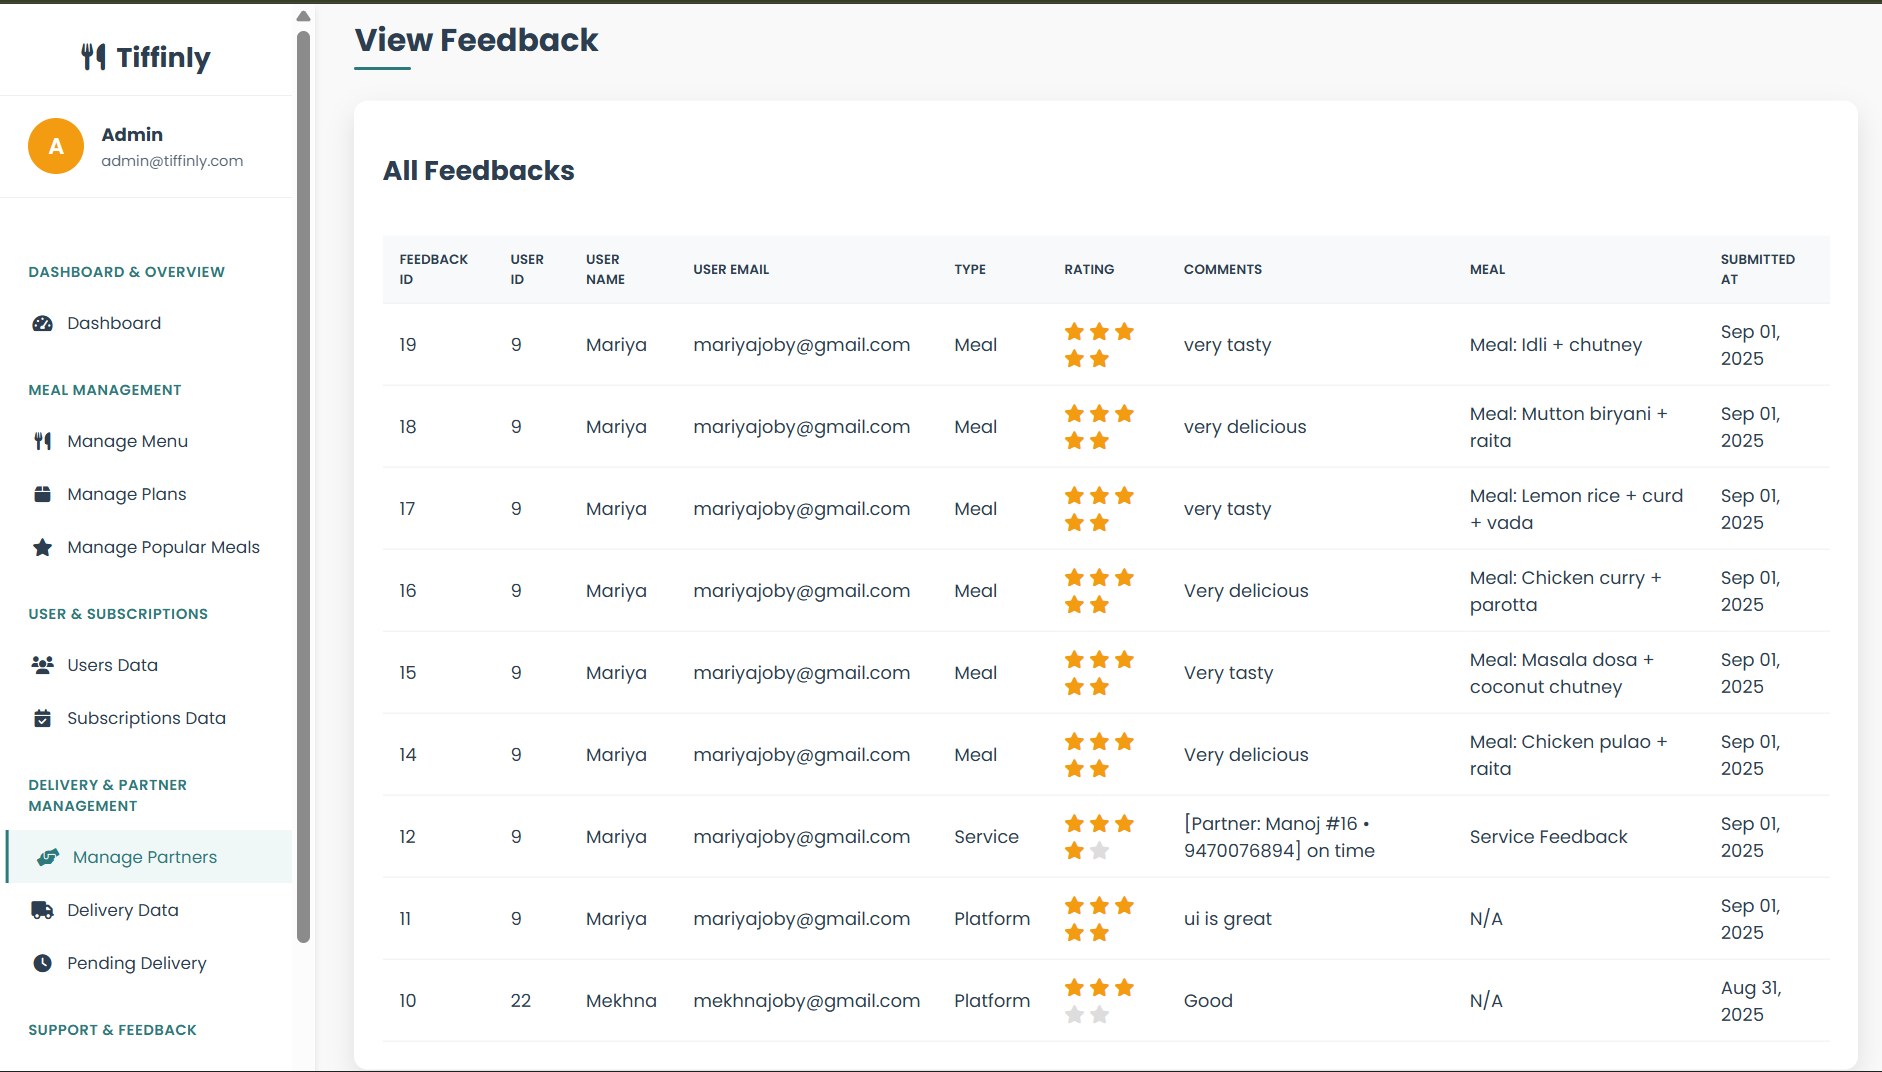 Tiffinly
A
Admin
admin@tiffinly.com
DASHBOARD & OVERVIEW
Dashboard
MEAL MANAGEMENT
Manage Menu
Manage Plans
Manage Popular Meals
USER & SUBSCRIPTIONS
Users Data
Subscriptions Data
DELIVERY & PARTNER
MANAGEMENT
Manage Partners
Delivery Data
Pending Delivery
SUPPORT & FEEDBACK
View Feedback
All Feedbacks
FEEDBACK ID USER ID USER NAME USER EMAIL TYPE RATING COMMENTS MEAL SUBMITTED AT
19 9 Mariya mariyajoby@gmail.com Meal very tasty Meal: Idli + chutney Sep 01, 2025
18 9 Mariya mariyajoby@gmail.com Meal very delicious Meal: Mutton biryani + raita Sep 01, 2025
17 9 Mariya mariyajoby@gmail.com Meal very tasty Meal: Lemon rice + curd + vada Sep 01, 2025
16 9 Mariya mariyajoby@gmail.com Meal Very delicious Meal: Chicken curry + parotta Sep 01, 2025
15 9 Mariya mariyajoby@gmail.com Meal Very tasty Meal: Masala dosa + coconut chutney Sep 01, 2025
14 9 Mariya mariyajoby@gmail.com Meal Very delicious Meal: Chicken pulao + raita Sep 01, 2025
12 9 Mariya mariyajoby@gmail.com Service [Partner: Manoj #16 • 9470076894] on time Service Feedback Sep 01, 2025
11 9 Mariya mariyajoby@gmail.com Platform ui is great N/A Sep 01, 2025
10 22 Mekhna mekhnajoby@gmail.com Platform Good N/A Aug 31, 2025